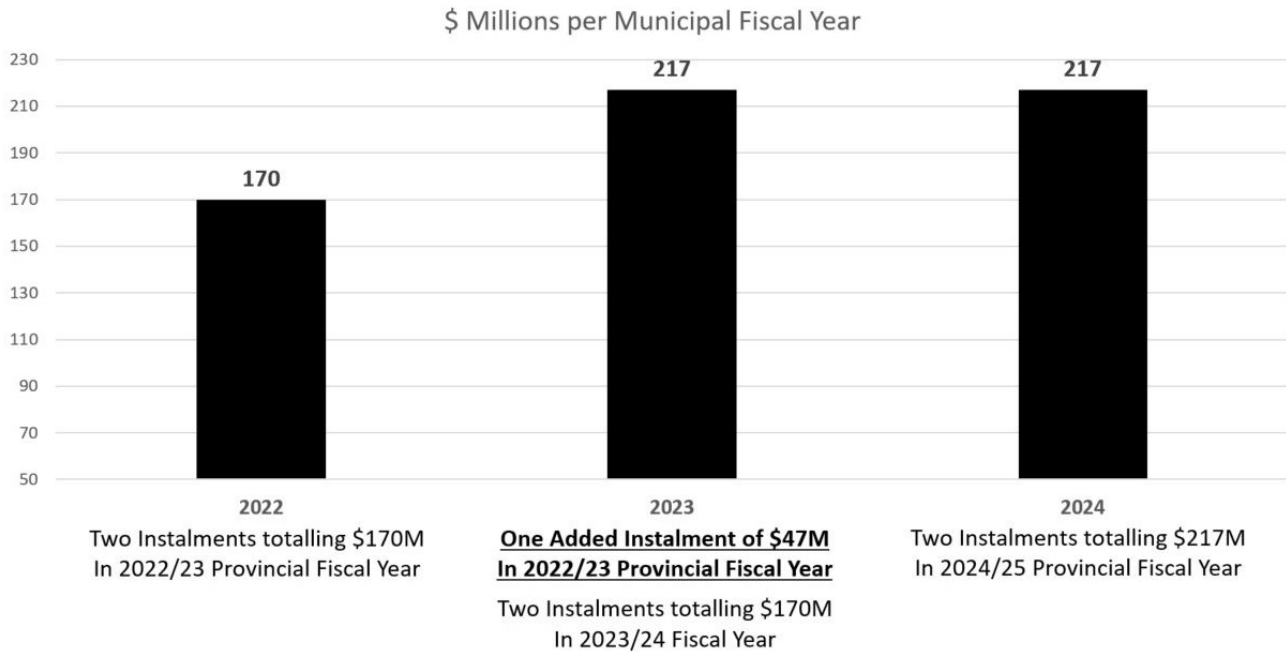 $ Millions per Municipal Fiscal Year
230
210
190
170
150
130
110
90
70
50
170
217
217
2022
2023
2024
Two Instalments totalling $170M
In 2022/23 Provincial Fiscal Year
One Added Instalment of $47M
In 2022/23 Provincial Fiscal Year
Two Instalments totalling $170M
In 2023/24 Fiscal Year
Two Instalments totalling $217M
In 2024/25 Provincial Fiscal Year